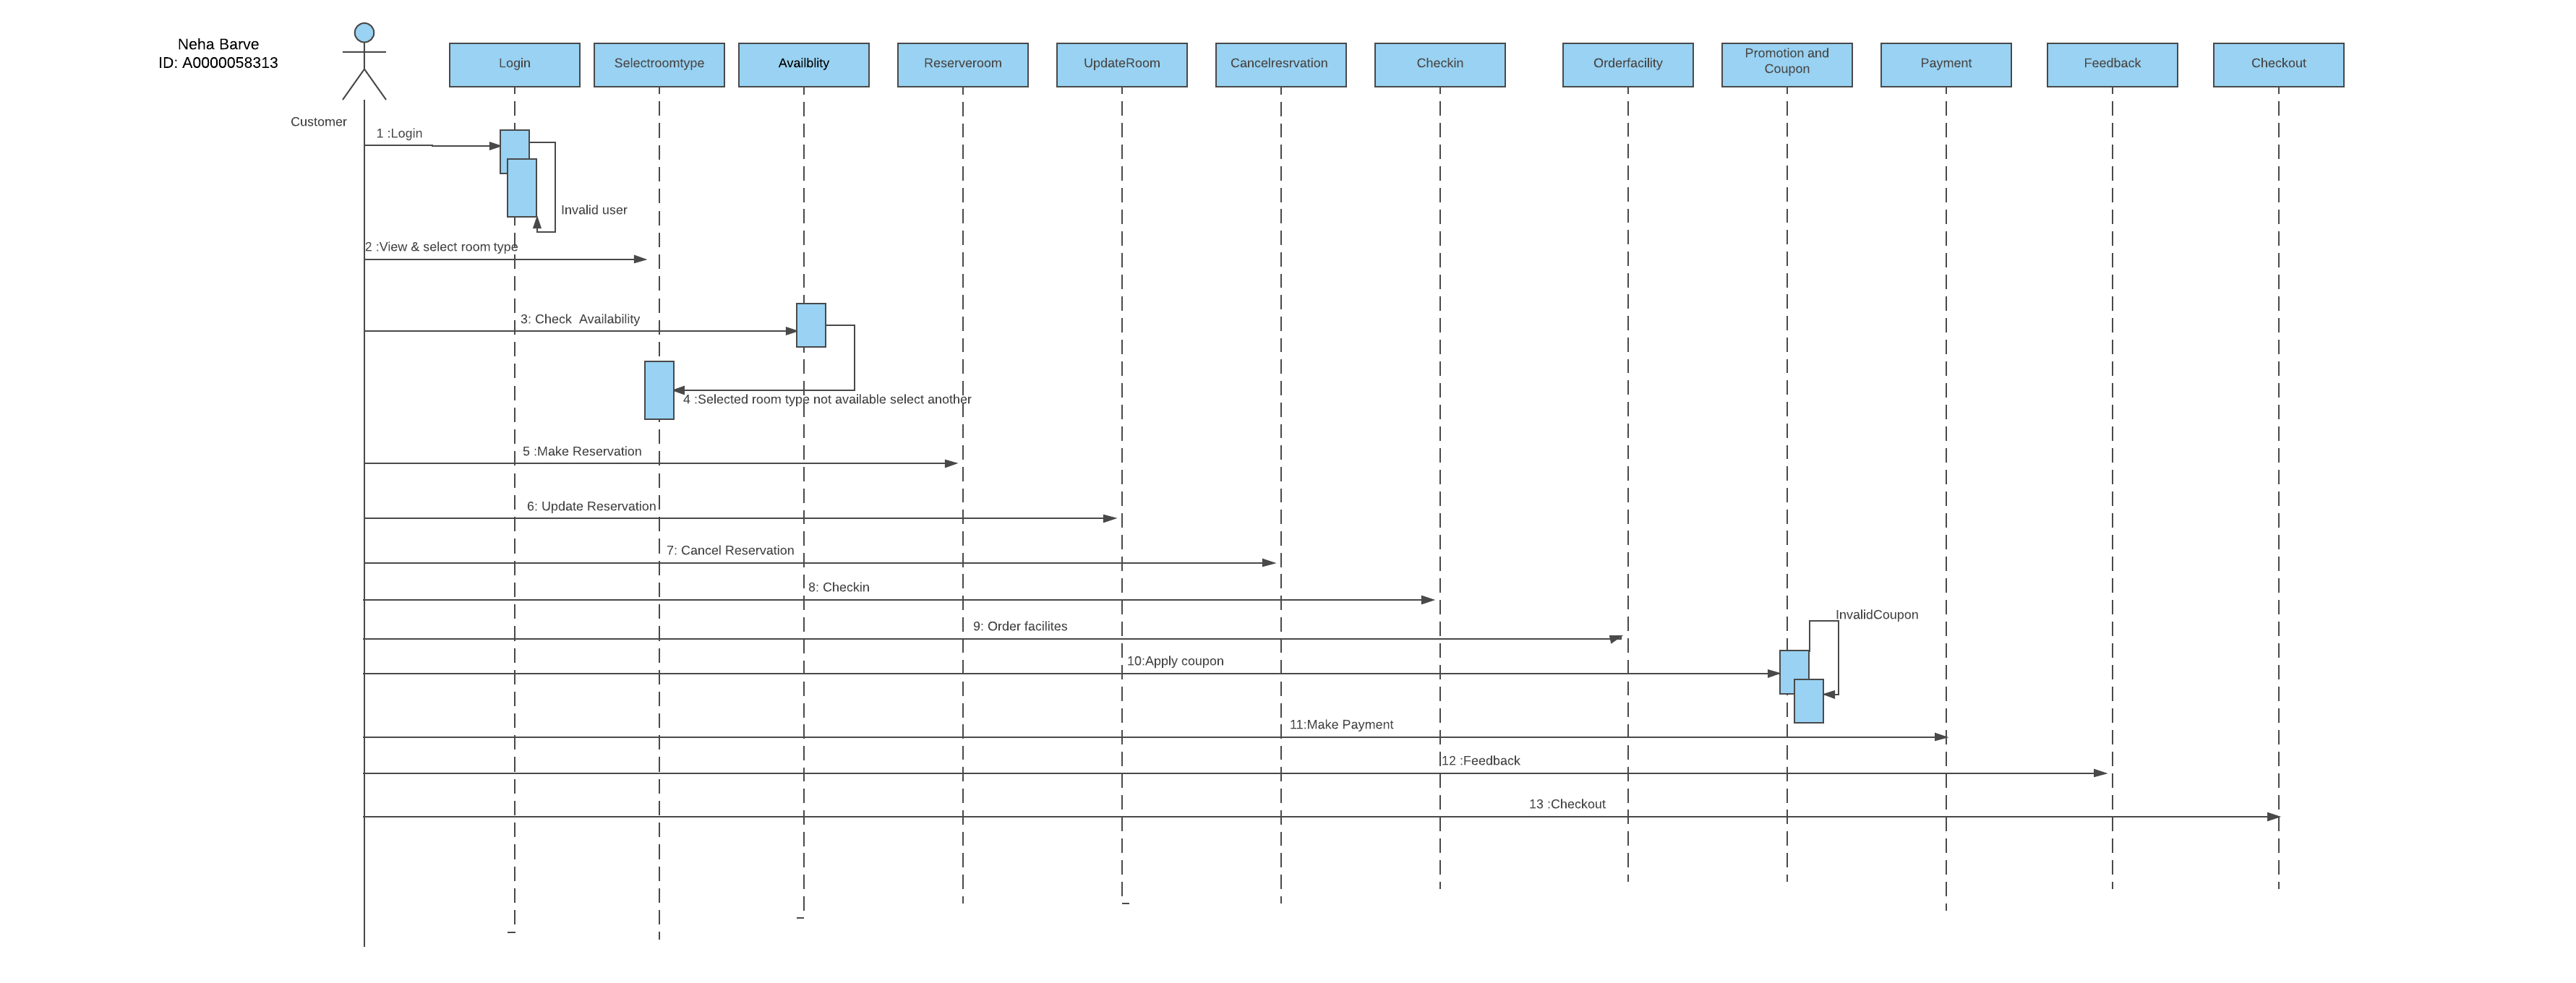 Neha Barve
ID: A0000058313
Login
Selectroomtype
Availblity
Reserveroom
UpdateRoom
Cancelresrvation
Checkin
Orderfacility
Promotion and
Coupon
Payment
Feedback
Checkout
Customer
1 :Login
Invalid user
2 :View & select room type
3: Check  Availability
4 :Selected room type not available select another
5 :Make Reservation
6: Update Reservation
7: Cancel Reservation
8: Checkin
InvalidCoupon
9: Order facilites
10:Apply coupon
11:Make Payment
12 :Feedback
13 :Checkout